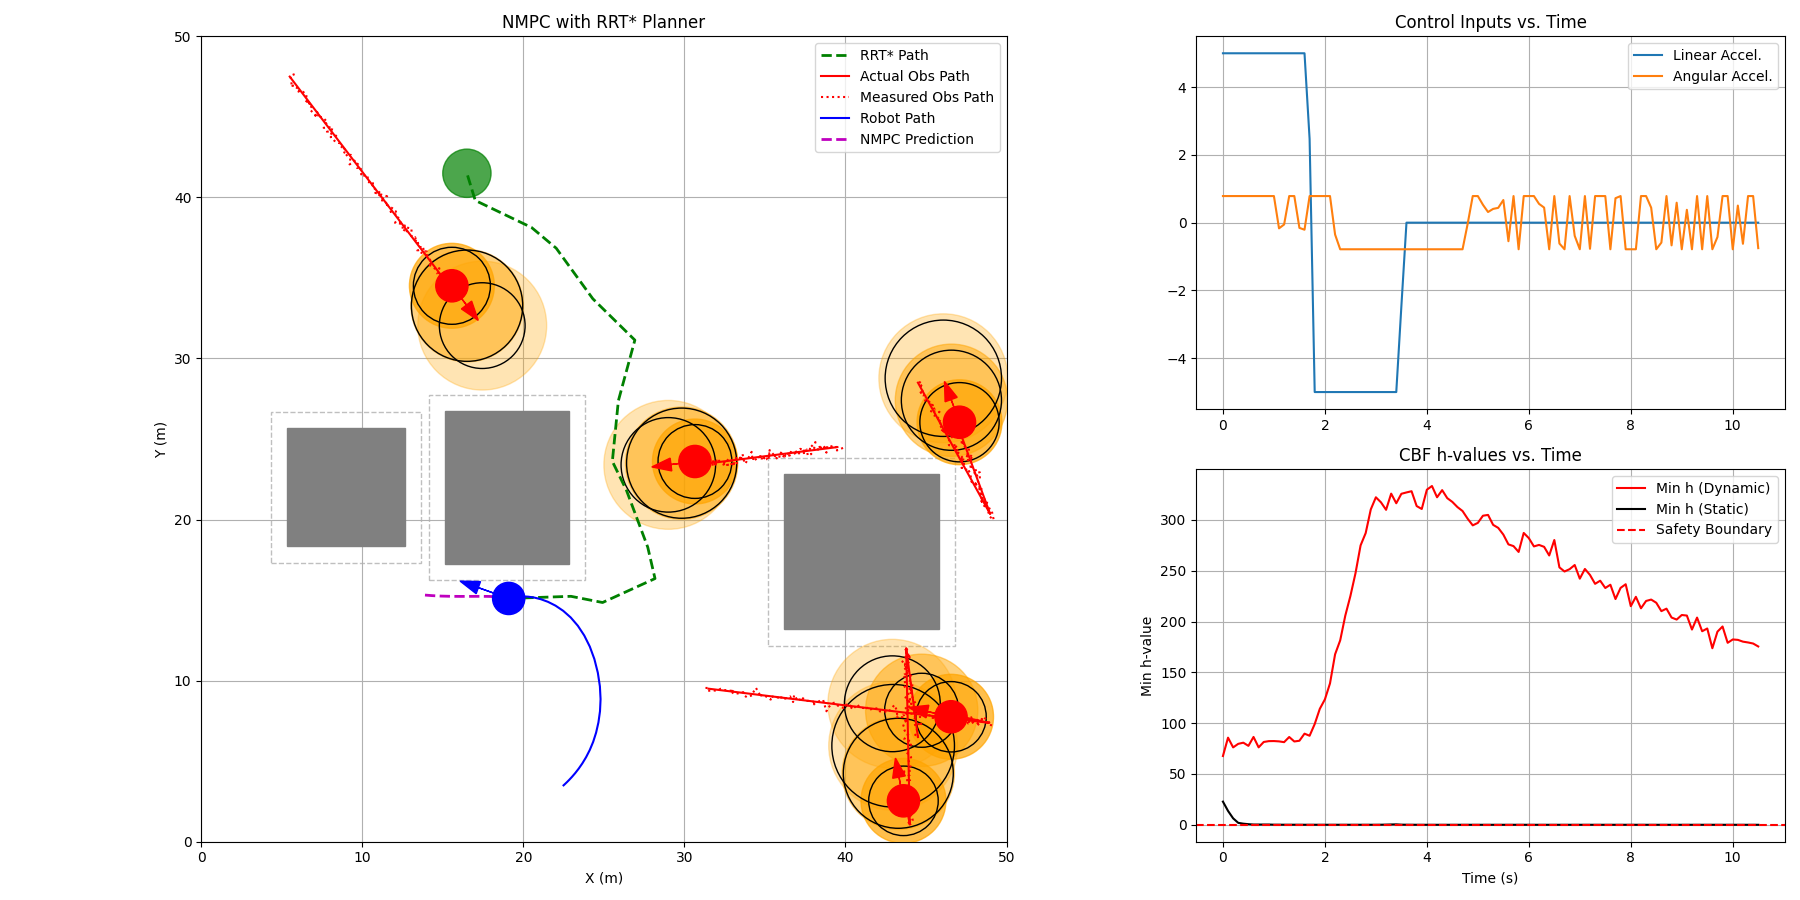 NMPC with RRT* Planner
50
40
30
20
10
0
Y (m)
0 10 20 30 40 50
X (m)
RRT* Path
Actual Obs Path
Measured Obs Path
Robot Path
NMPC Prediction
Control Inputs vs. Time
4
2
0
−2
−4
0 2 4 6 8 10
Linear Accel.
Angular Accel.
CBF h-values vs. Time
Min h-value
300
250
200
150
100
50
0
0 2 4 6 8 10
Time (s)
Min h (Dynamic)
Min h (Static)
Safety Boundary